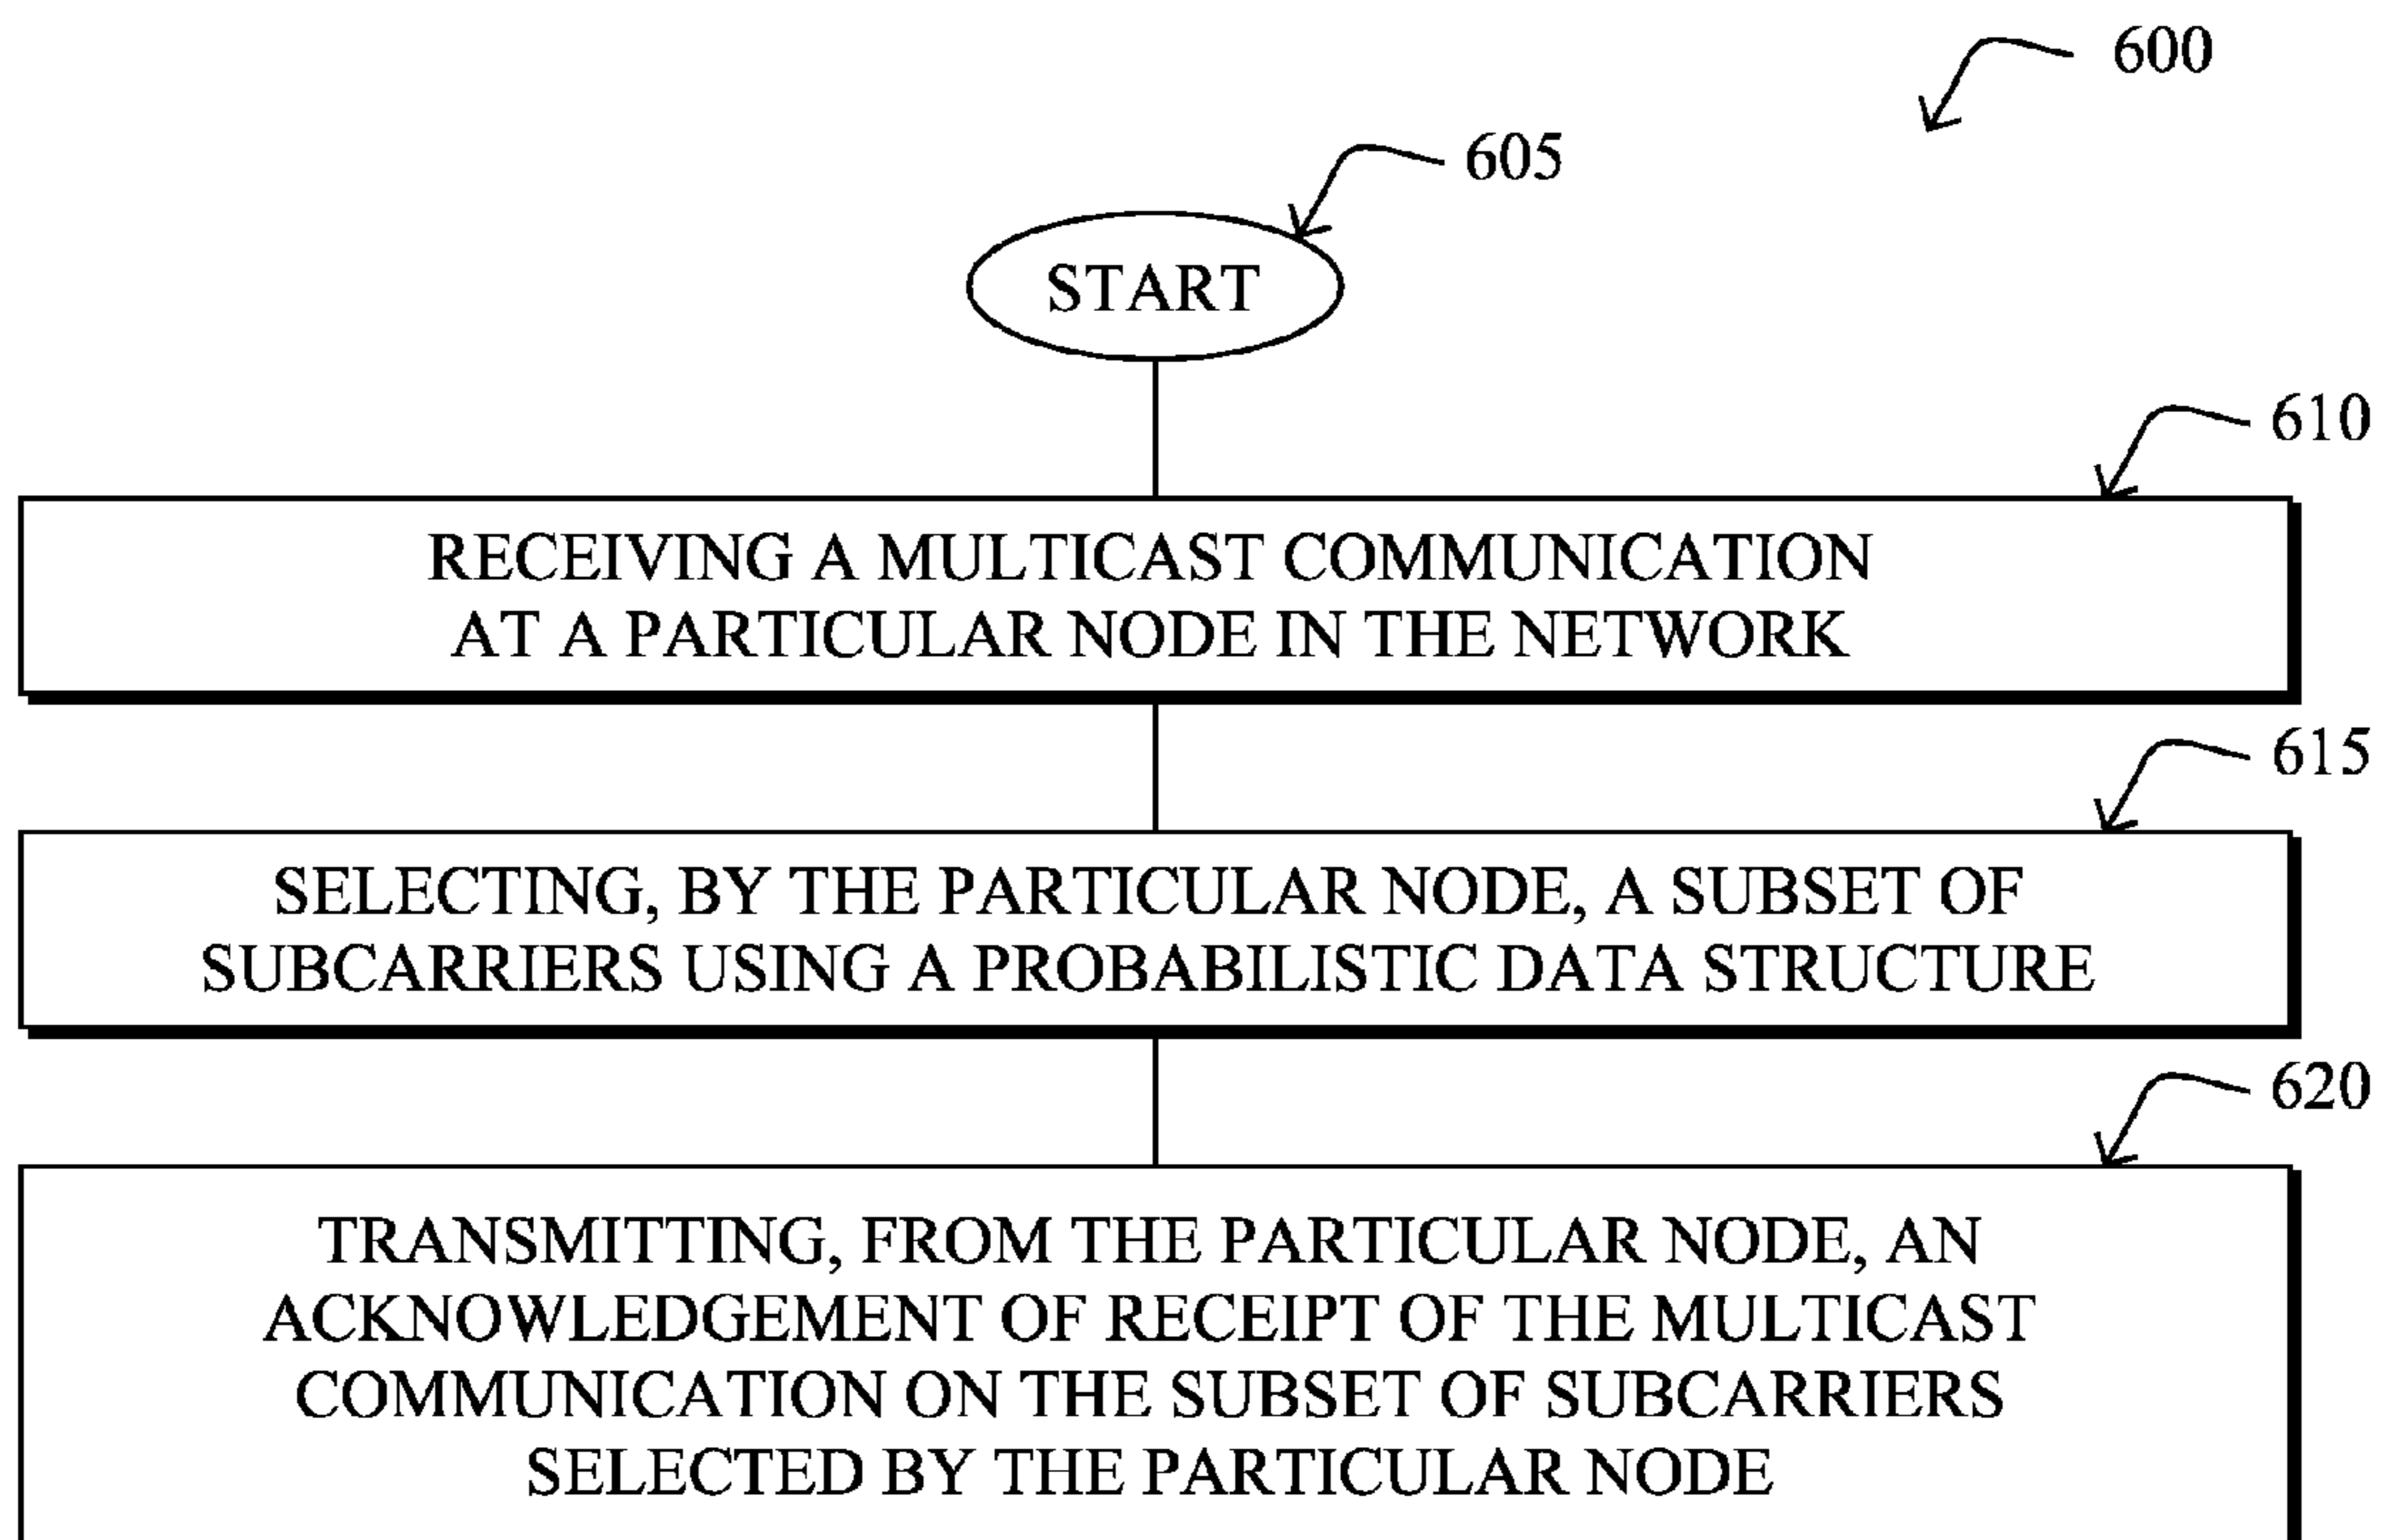 600
605
START
610
RECEIVING A MULTICAST COMMUNICATION
AT A PARTICULAR NODE IN THE NETWORK
615
SELECTING, BY THE PARTICULAR NODE, A SUBSET OF
SUBCARRIERS USING A PROBABILISTIC DATA STRUCTURE
620
TRANSMITTING, FROM THE PARTICULAR NODE, AN
ACKNOWLEDGEMENT OF RECEIPT OF THE MULTICAST
COMMUNICATION ON THE SUBSET OF SUBCARRIERS
SELECTED BY THE PARTICULAR NODE